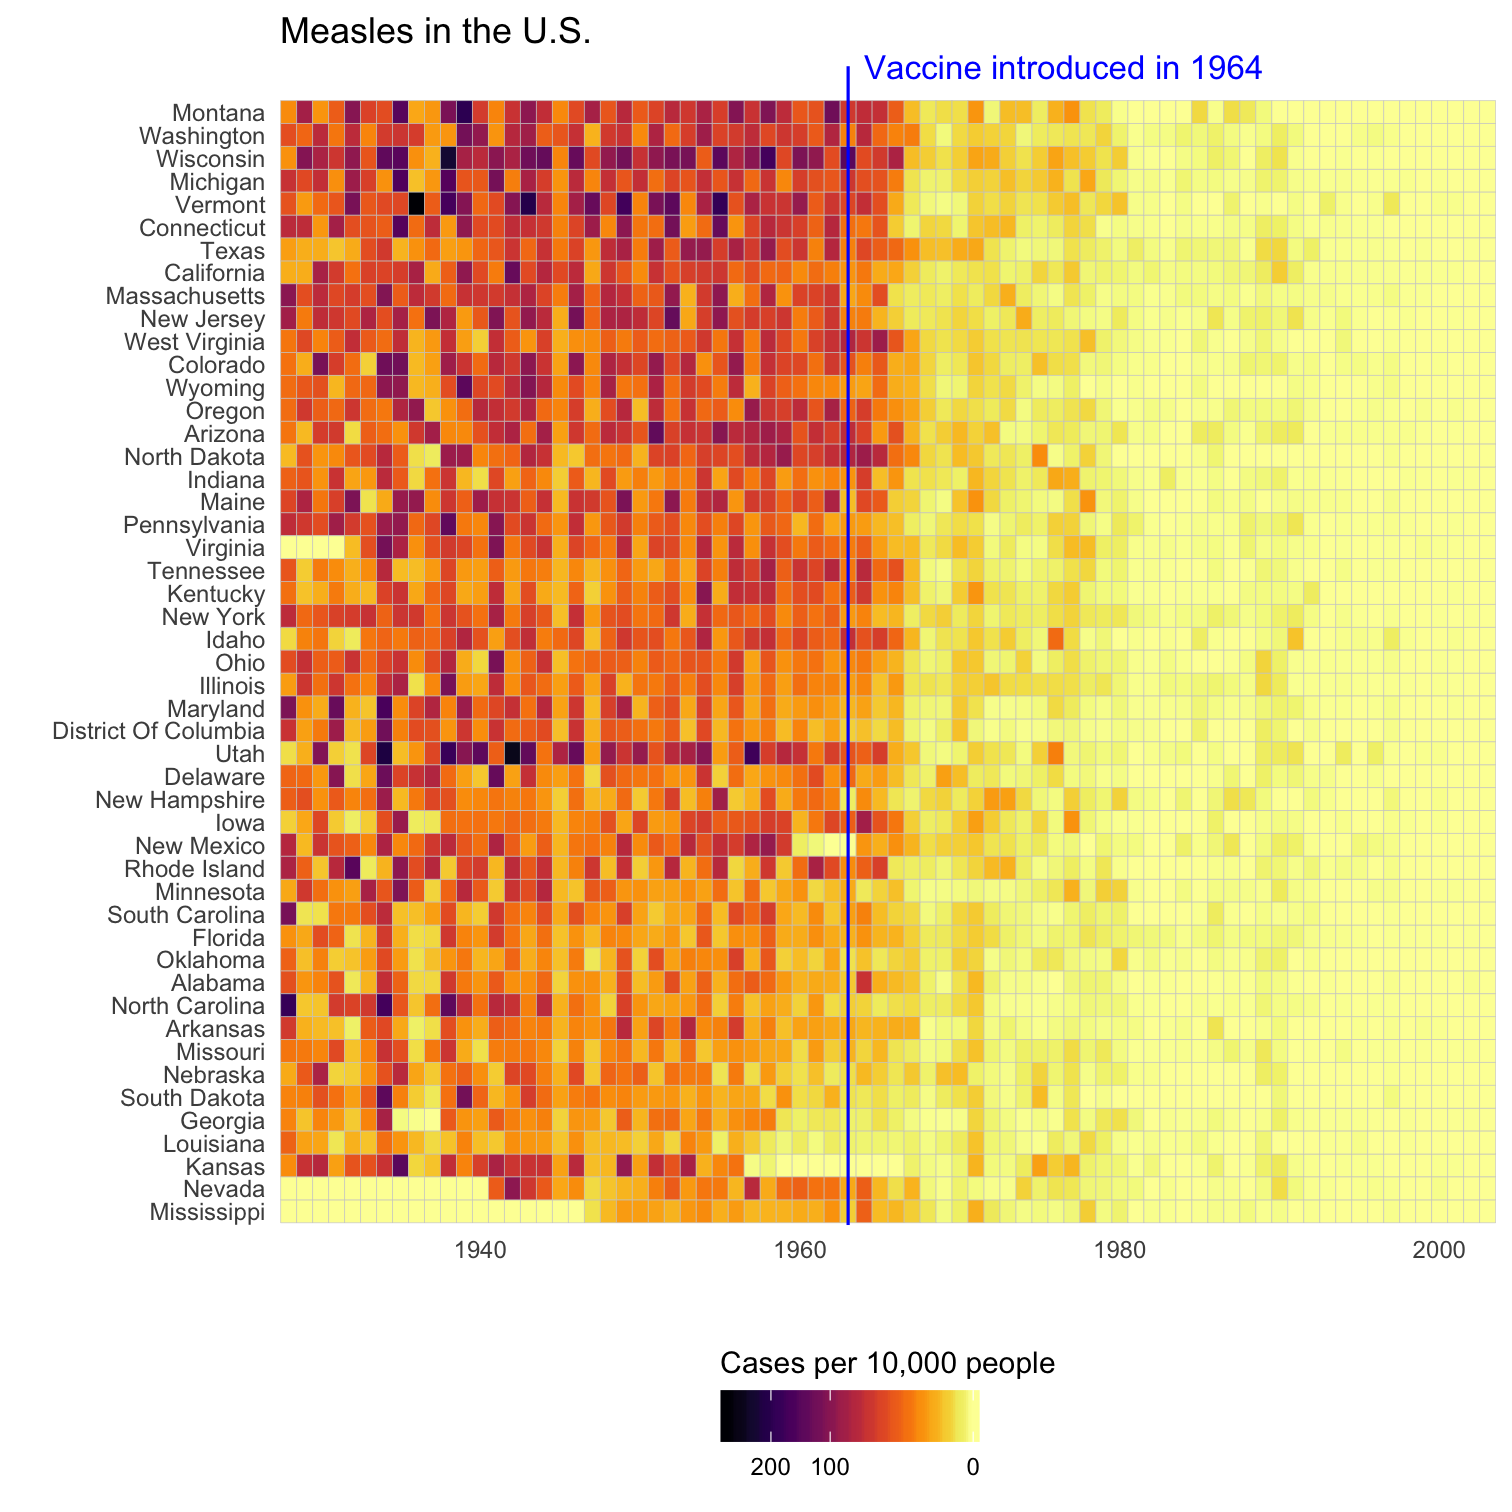 Measles in the U.S.
Vaccine introduced in 1964
Montana
Washington
Wisconsin
Michigan
Vermont
Connecticut
Texas
California
Massachusetts
New Jersey
West Virginia
Colorado
Wyoming
Oregon
Arizona
North Dakota
Indiana
Maine
Pennsylvania
Virginia
Tennessee
Kentucky
New York
Idaho
Ohio
Illinois
Maryland
District Of Columbia
Utah
Delaware
New Hampshire
Iowa
New Mexico
Rhode Island
Minnesota
South Carolina
Florida
Oklahoma
Alabama
North Carolina
Arkansas
Missouri
Nebraska
South Dakota
Georgia
Louisiana
Kansas
Nevada
Mississippi
1940 1960 1980 2000
Cases per 10,000 people
200 100 0